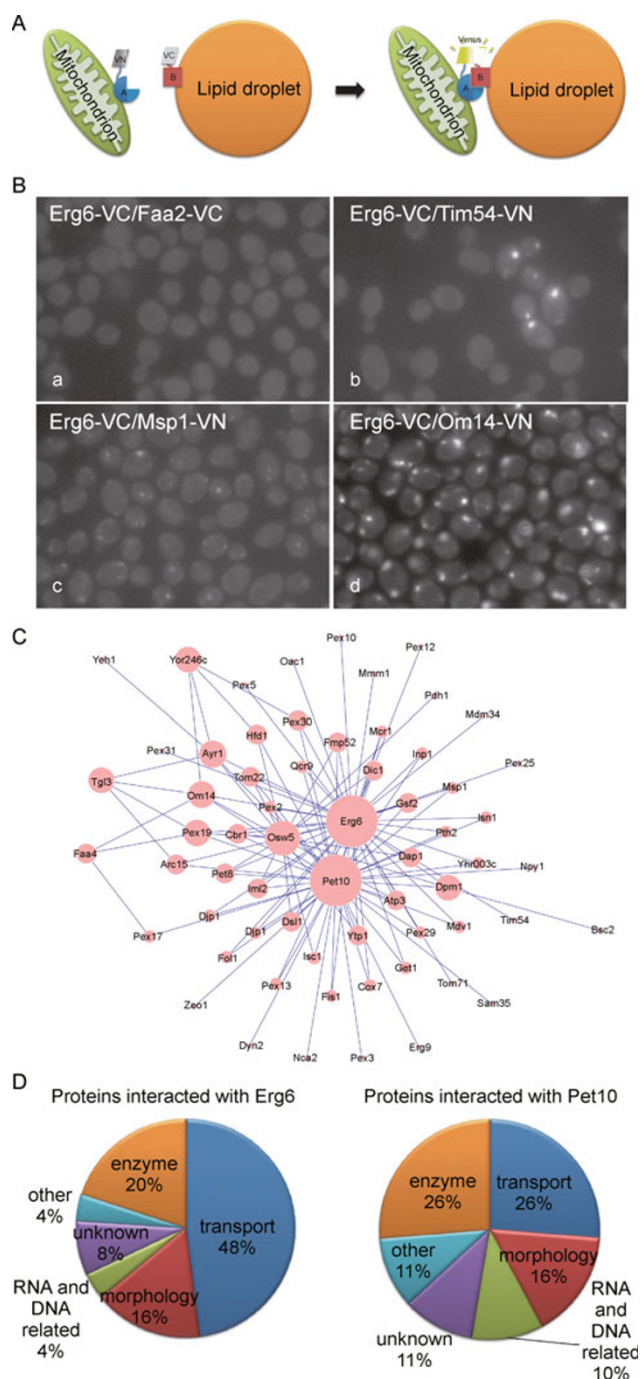 A
Mitochondrion
VN
A
VC
B
Lipid droplet
Mitochondrion
Venus
A
B
Lipid droplet
B
Erg6-VC/Faa2-VC
a
Erg6-VC/Tim54-VN
b
Erg6-VC/Msp1-VN
c
Erg6-VC/Om14-VN
d
C
Pex10
Pex12
Yeh1
Yor246c
Oac1
Mmm1
Pex5
Pdh1
Pex30
Mcr1
Mdm34
Hfd1
Fmp52
Pex31
Ayr1
Qcr9
Dic1
Inp1
Pex25
Tgl3
Tom22
Msp1
Om14
Pex2
Gsf2
Erg6
Isn1
Pex19
Cbr1
Osw5
Pth2
Faa4
Arc15
Dap1
Yhr003c
Npy1
Pet8
Pet10
Iml2
Dpm1
Atp3
Djp1
Tim54
Pex17
Dsl1
Mdv1
Bsc2
Djp1
Ytp1
Pex29
Fol1
Isc1
Get1
Pex13
Cox7
Tom71
Zeo1
Fis1
Sam35
Dyn2
Nca2
Pex3
Erg9
D
Proteins interacted with Erg6
enzyme
20%
other
4%
unknown
8%
transport
48%
RNA and
DNA
related
4%
morphology
16%
Proteins interacted with Pet10
enzyme
26%
transport
26%
other
11%
morphology
16%
unknown
11%
RNA
and
DNA
related
10%